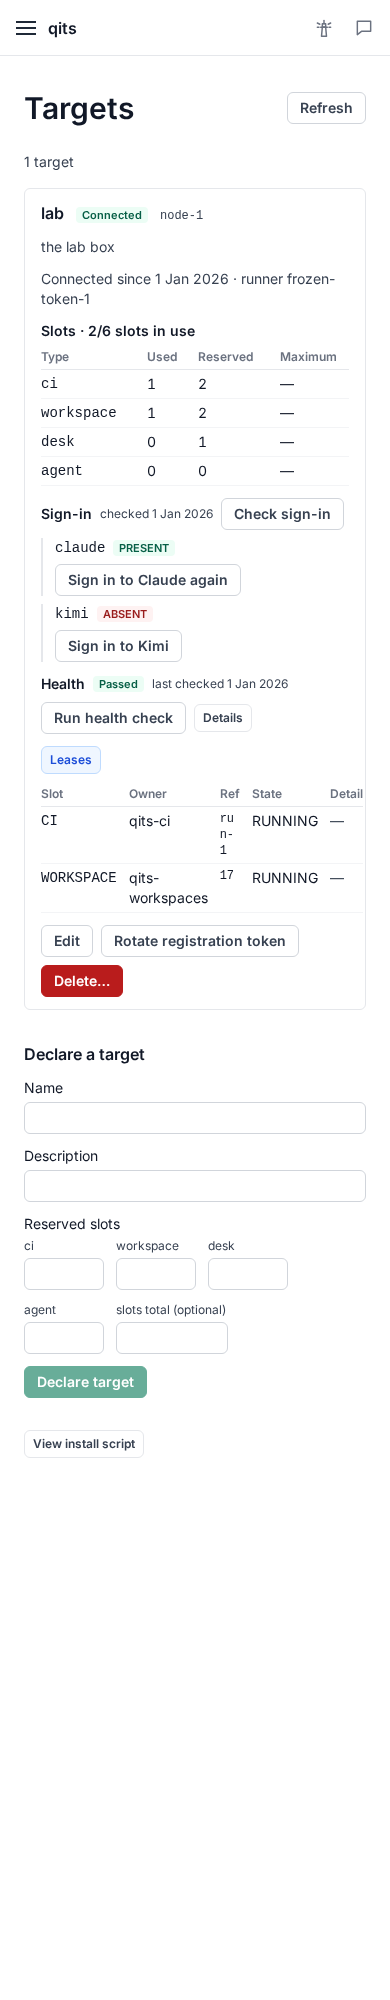 qits
Targets
Refresh
1 target
lab Connected node-1
the lab box
Connected since 1 Jan 2026 · runner frozen-
token-1
Slots · 2/6 slots in use
Type Used Reserved Maximum
ci 1 2 —
workspace 1 2 —
desk 0 1 —
agent 0 0 —
Sign-in checked 1 Jan 2026 Check sign-in
claude PRESENT
Sign in to Claude again
kimi ABSENT
Sign in to Kimi
Health Passed last checked 1 Jan 2026
Run health check Details
Leases
Slot Owner Ref State Detail
CI qits-ci ru RUNNING —
n-
1
WORKSPACE qits- 17 RUNNING —
workspaces
Edit Rotate registration token
Delete...
Declare a target
Name
Description
Reserved slots
ci workspace desk
agent slots total (optional)
Declare target
View install script